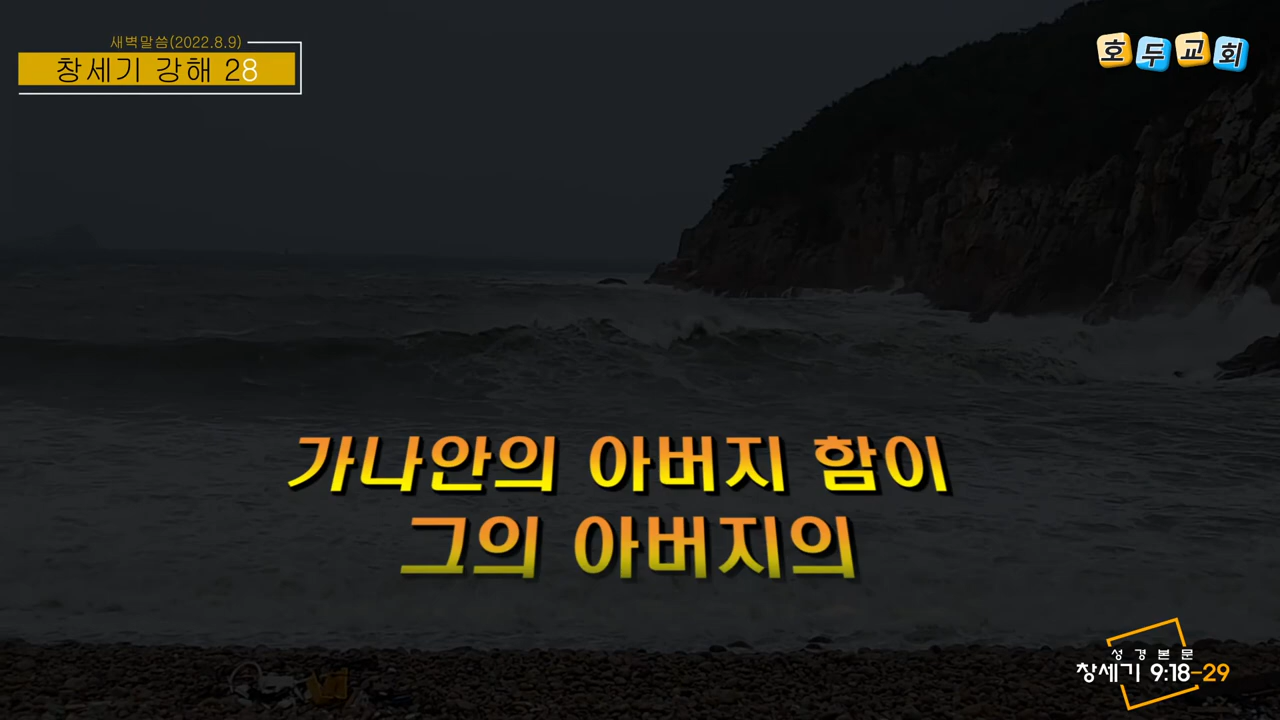 새벽말씀(2022.8.9)
창세기 강해 28
호두교회
가나안의 아버지 함이
그의 아버지의
성경본문
창세기 9:18-29